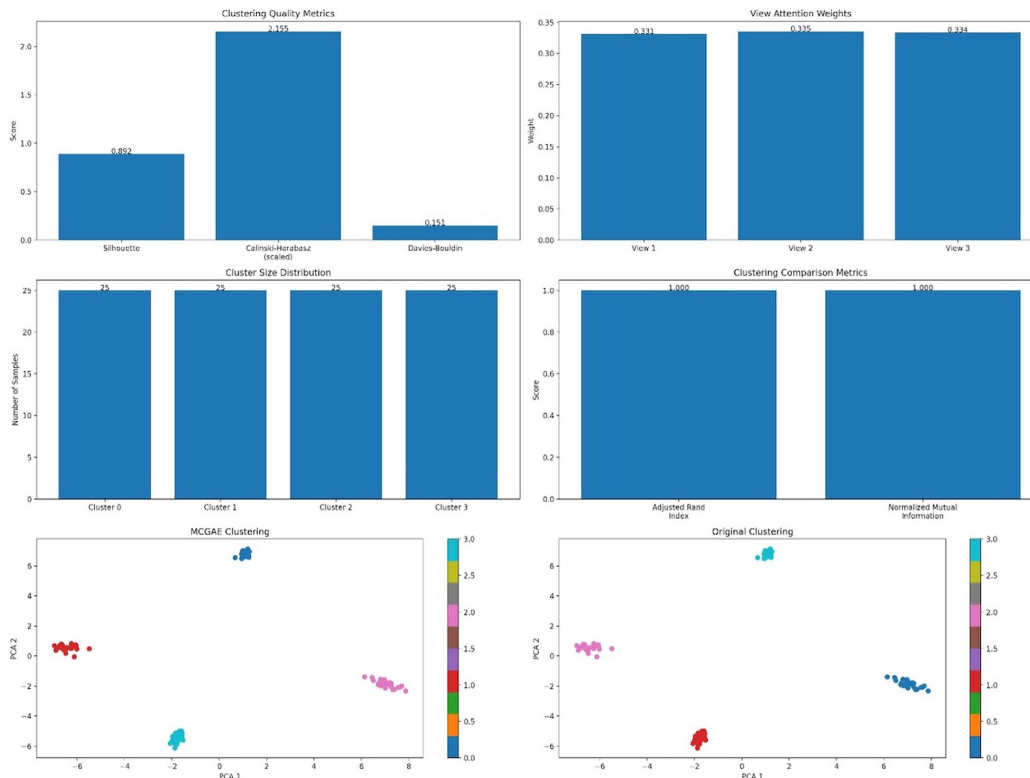 Clustering Quality Metrics
2.155
0.892
0.151
2.0
1.5
1.0
0.5
0.0
Score
Silhouette
Calinski-Harabasz
(scaled)
Davies-Bouldin
View Attention Weights
0.331
0.335
0.334
0.35
0.30
0.25
0.20
0.15
0.10
0.05
0.00
Weight
View 1
View 2
View 3
Cluster Size Distribution
25
25
25
25
25
20
15
10
5
0
Number of Samples
Cluster 0
Cluster 1
Cluster 2
Cluster 3
Clustering Comparison Metrics
1.000
1.000
1.0
0.8
0.6
0.4
0.2
0.0
Score
Adjusted Rand
Index
Normalized Mutual
Information
MCGAE Clustering
6
4
2
0
−2
−4
−6
PCA 2
−6
−4
−2
0
2
4
6
8
PCA 1
3.0
2.5
2.0
1.5
1.0
0.5
0.0
Original Clustering
6
4
2
0
−2
−4
−6
PCA 2
−6
−4
−2
0
2
4
6
8
PCA 1
3.0
2.5
2.0
1.5
1.0
0.5
0.0